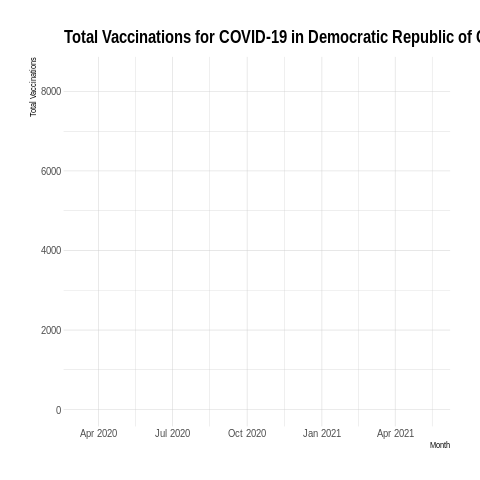 Total Vaccinations for COVID-19 in Democratic Republic of
Total Vaccinations
8000
6000
4000
2000
0
Apr 2020 Jul 2020 Oct 2020 Jan 2021 Apr 2021
Month